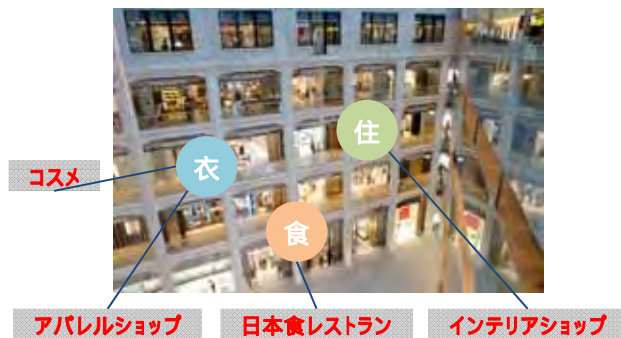 住
衣
食
コスメ
アパレルショップ
日本食レストラン
インテリアショップ